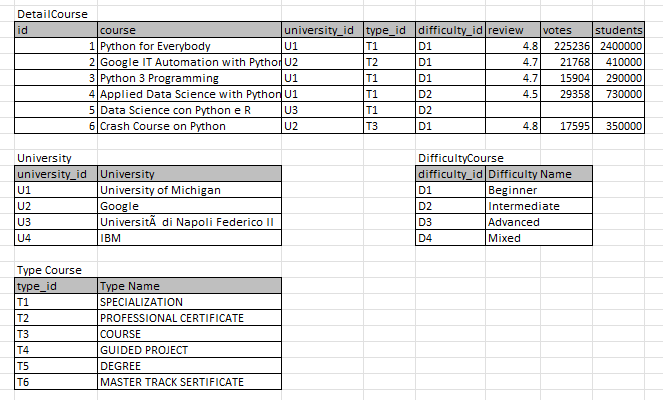 DetailCourse
id course university_id type_id difficulty_id review votes students
1 Python for Everybody U1 T1 D1 4.8 225236 2400000
2 Google IT Automation with Python U2 T2 D1 4.7 21768 410000
3 Python 3 Programming U1 T1 D1 4.7 15904 290000
4 Applied Data Science with Python U1 T1 D2 4.5 29358 730000
5 Data Science con Python e R U3 T1 D2
6 Crash Course on Python U2 T3 D1 4.8 17595 350000
University
university_id University
U1 University of Michigan
U2 Google
U3 UniversitÃ di Napoli Federico II
U4 IBM
DifficultyCourse
difficulty_id Difficulty Name
D1 Beginner
D2 Intermediate
D3 Advanced
D4 Mixed
Type Course
type_id Type Name
T1 SPECIALIZATION
T2 PROFESSIONAL CERTIFICATE
T3 COURSE
T4 GUIDED PROJECT
T5 DEGREE
T6 MASTER TRACK SERTIFICATE